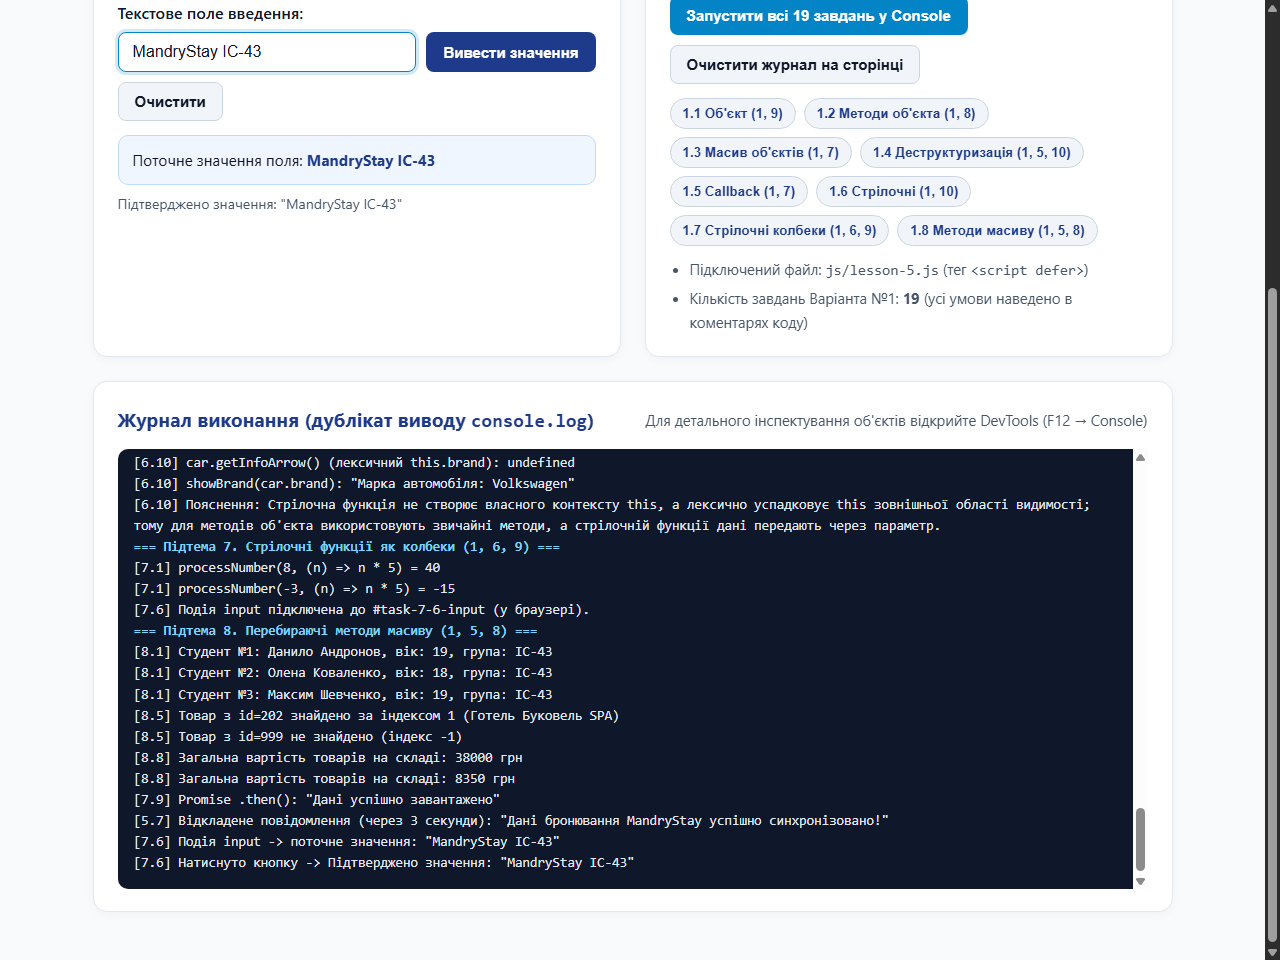 Текстове поле введення:
MandryStay ІС-43
Вивести значення
Очистити
Поточне значення поля: MandryStay ІС-43
Підтверджено значення: "MandryStay ІС-43"
Запустити всі 19 завдань у Console
Очистити журнал на сторінці
1.1 Об'єкт (1, 9)
1.2 Методи об'єкта (1, 8)
1.3 Масив об'єктів (1, 7)
1.4 Деструктуризація (1, 5, 10)
1.5 Callback (1, 7)
1.6 Стрілочні (1, 10)
1.7 Стрілочні колбеки (1, 6, 9)
1.8 Методи масиву (1, 5, 8)
• Підключений файл: js/lesson-5.js (тег <script defer>)
• Кількість завдань Варіанта №1: 19 (усі умови наведено в
коментарях коду)
Журнал виконання (дублікат виводу console.log)
Для детального інспектування об'єктів відкрийте DevTools (F12 → Console)
[6.10] car.getInfoArrow() (лексичний this.brand): undefined
[6.10] showBrand(car.brand): "Марка автомобіля: Volkswagen"
[6.10] Пояснення: Стрілочна функція не створює власного контексту this, а лексично успадковує this зовнішньої області видимості;
тому для методів об'єкта використовують звичайні методи, а стрілочній функції дані передають через параметр.
=== Підтема 7. Стрілочні функції як колбеки (1, 6, 9) ===
[7.1] processNumber(8, (n) => n * 5) = 40
[7.1] processNumber(-3, (n) => n * 5) = -15
[7.6] Подія input підключена до #task-7-6-input (у браузері).
=== Підтема 8. Перебираючі методи масиву (1, 5, 8) ===
[8.1] Студент №1: Данило Андронов, вік: 19, група: ІС-43
[8.1] Студент №2: Олена Коваленко, вік: 18, група: ІС-43
[8.1] Студент №3: Максим Шевченко, вік: 19, група: ІС-43
[8.5] Товар з id=202 знайдено за індексом 1 (Готель Буковель SPA)
[8.5] Товар з id=999 не знайдено (індекс -1)
[8.8] Загальна вартість товарів на складі: 38000 грн
[8.8] Загальна вартість товарів на складі: 8350 грн
[7.9] Promise .then(): "Дані успішно завантажено"
[5.7] Відкладене повідомлення (через 3 секунди): "Дані бронювання MandryStay успішно синхронізовано!"
[7.6] Подія input -> поточне значення: "MandryStay ІС-43"
[7.6] Натиснуто кнопку -> Підтверджено значення: "MandryStay ІС-43"